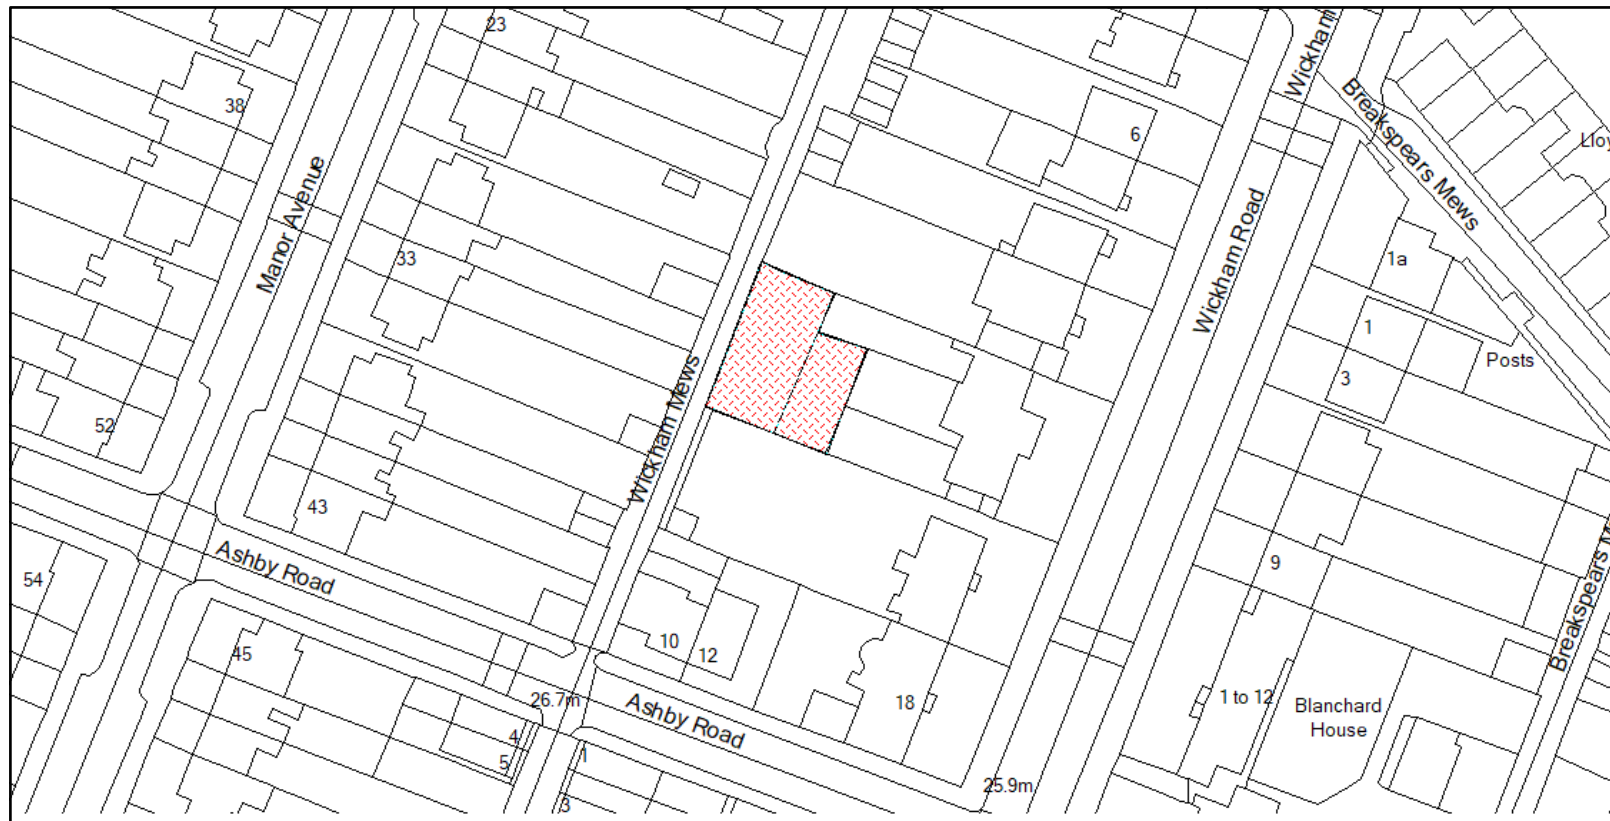 23
38
Manor Avenue
33
52
43
54
Ashby Road
45
26.7m
4
5
1
3
Wickham Mews
10
12
Ashby Road
18
25.9m
6
Wickham Road
Wickham
Breakspears Mews
Lloy
1a
1
3
Posts
9
1 to 12
Blanchard
House
Breakspears M